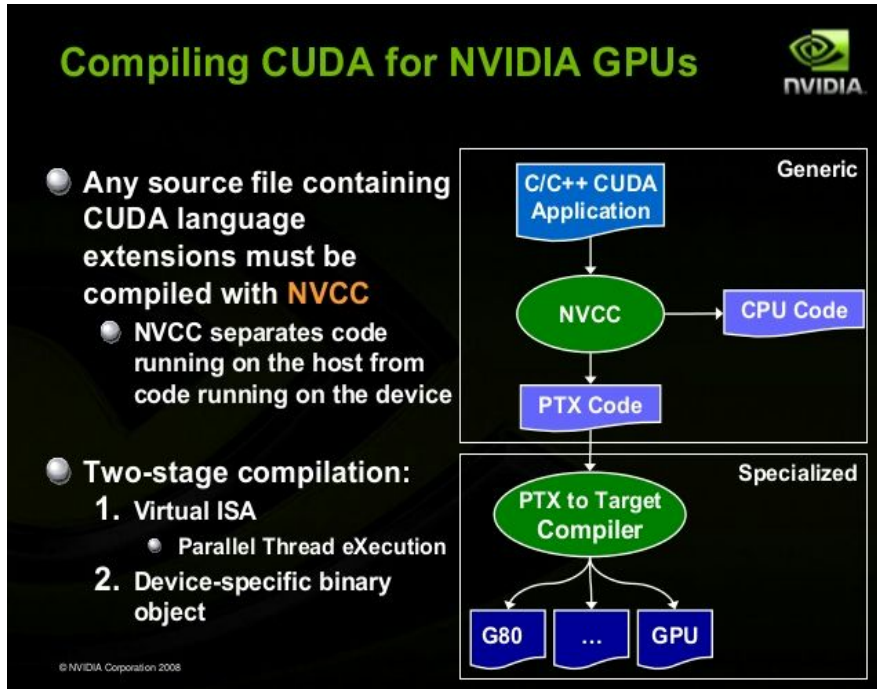 Compiling CUDA for NVIDIA GPUs
NVIDIA
Any source file containing
CUDA language
extensions must be
compiled with NVCC
NVCC separates code
running on the host from
code running on the device
Two-stage compilation:
1. Virtual ISA
Parallel Thread eXecution
2. Device-specific binary
object
Generic
C/C++ CUDA
Application
NVCC
CPU Code
PTX Code
Specialized
PTX to Target
Compiler
G80
...
GPU
© NVIDIA Corporation 2008